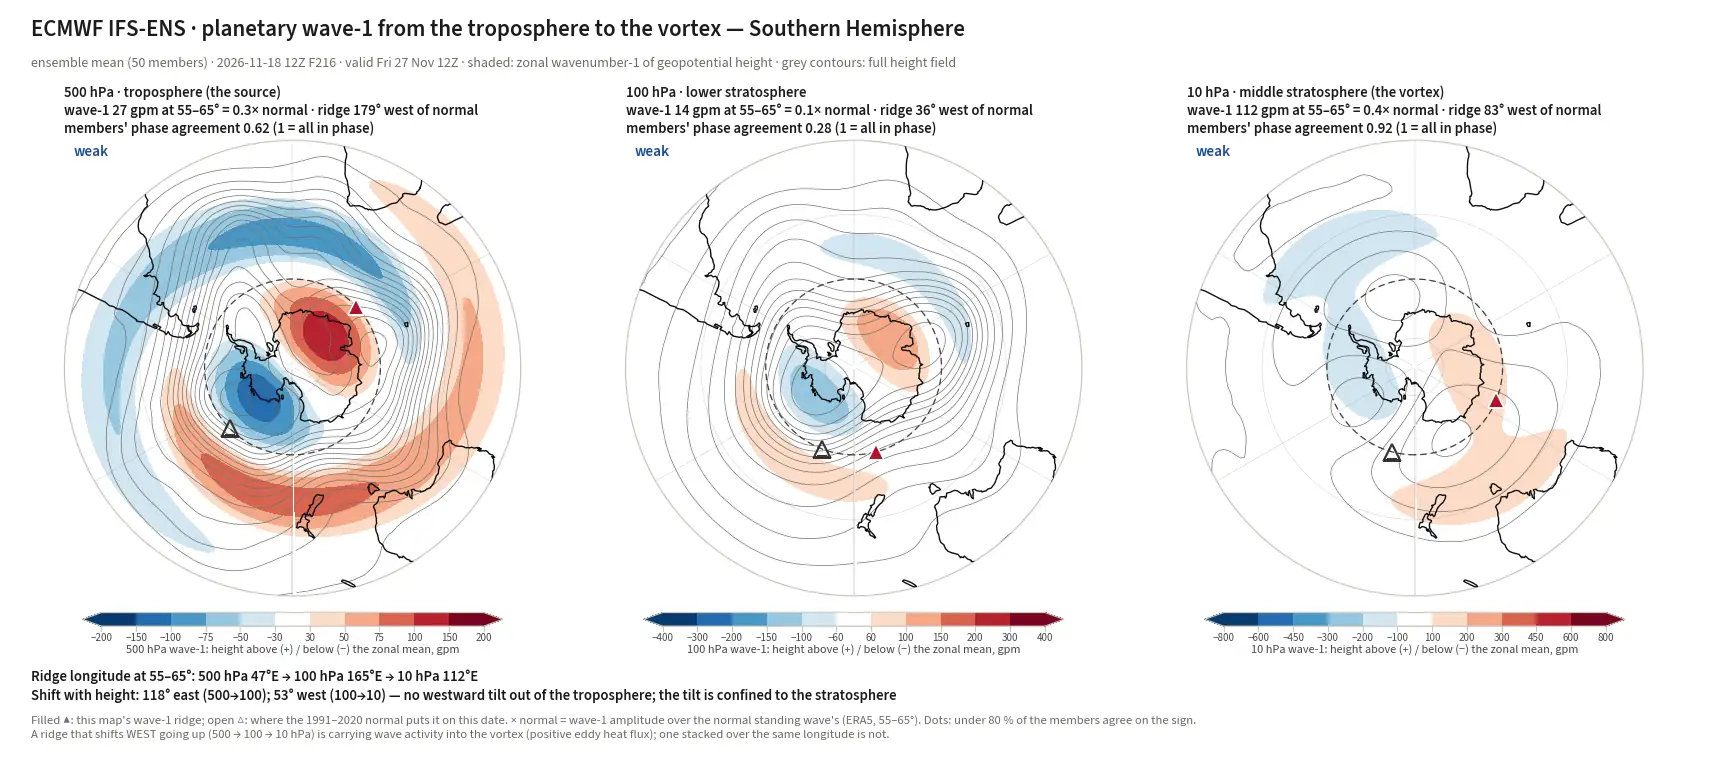 ECMWF IFS-ENS · planetary wave-1 from the troposphere to the vortex — Southern Hemisphere
ensemble mean (50 members) · 2026-11-18 12Z F216 · valid Fri 27 Nov 12Z · shaded: zonal wavenumber-1 of geopotential height · grey contours: full height field
500 hPa · troposphere (the source)
wave-1 27 gpm at 55–65° = 0.3× normal · ridge 179° west of normal
members' phase agreement 0.62 (1 = all in phase)
weak
100 hPa · lower stratosphere
wave-1 14 gpm at 55–65° = 0.1× normal · ridge 36° west of normal
members' phase agreement 0.28 (1 = all in phase)
weak
10 hPa · middle stratosphere (the vortex)
wave-1 112 gpm at 55–65° = 0.4× normal · ridge 83° west of normal
members' phase agreement 0.92 (1 = all in phase)
weak
−200 −150 −100 −75 −50 −30 30 50 75 100 150 200
500 hPa wave-1: height above (+) / below (−) the zonal mean, gpm
−400 −300 −200 −150 −100 −60 60 100 150 200 300 400
100 hPa wave-1: height above (+) / below (−) the zonal mean, gpm
−800 −600 −450 −300 −200 −100 100 200 300 450 600 800
10 hPa wave-1: height above (+) / below (−) the zonal mean, gpm
Ridge longitude at 55–65°: 500 hPa 47°E → 100 hPa 165°E → 10 hPa 112°E
Shift with height: 118° east (500→100); 53° west (100→10) — no westward tilt out of the troposphere; the tilt is confined to the stratosphere
Filled ▲: this map's wave-1 ridge; open △: where the 1991–2020 normal puts it on this date. × normal = wave-1 amplitude over the normal standing wave's (ERA5, 55–65°). Dots: under 80 % of the members agree on the sign.
A ridge that shifts WEST going up (500 → 100 → 10 hPa) is carrying wave activity into the vortex (positive eddy heat flux); one stacked over the same longitude is not.